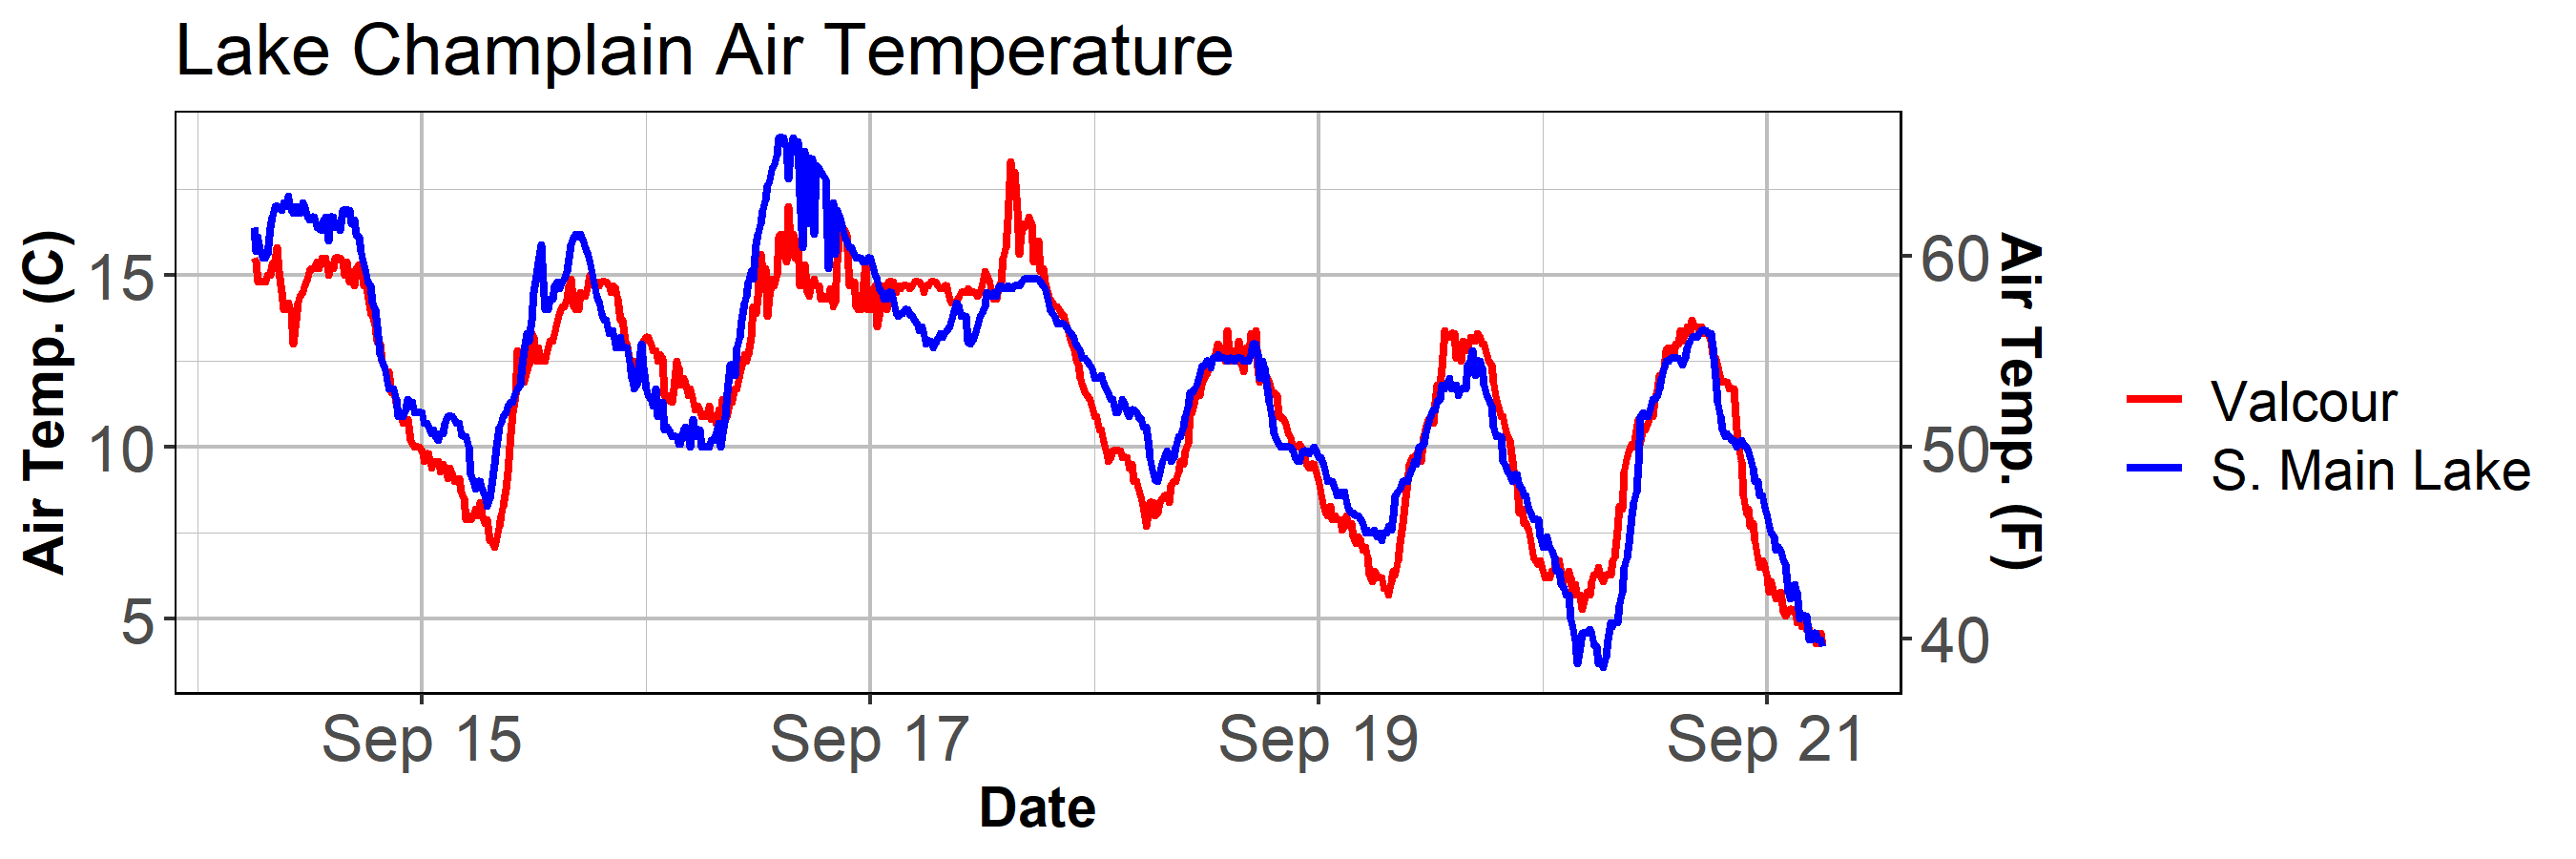 Lake Champlain Air Temperature
Air Temp. (C)
15
10
5
60
50
40
Air Temp. (F)
Sep 15
Sep 17
Sep 19
Sep 21
Date
Valcour
S. Main Lake